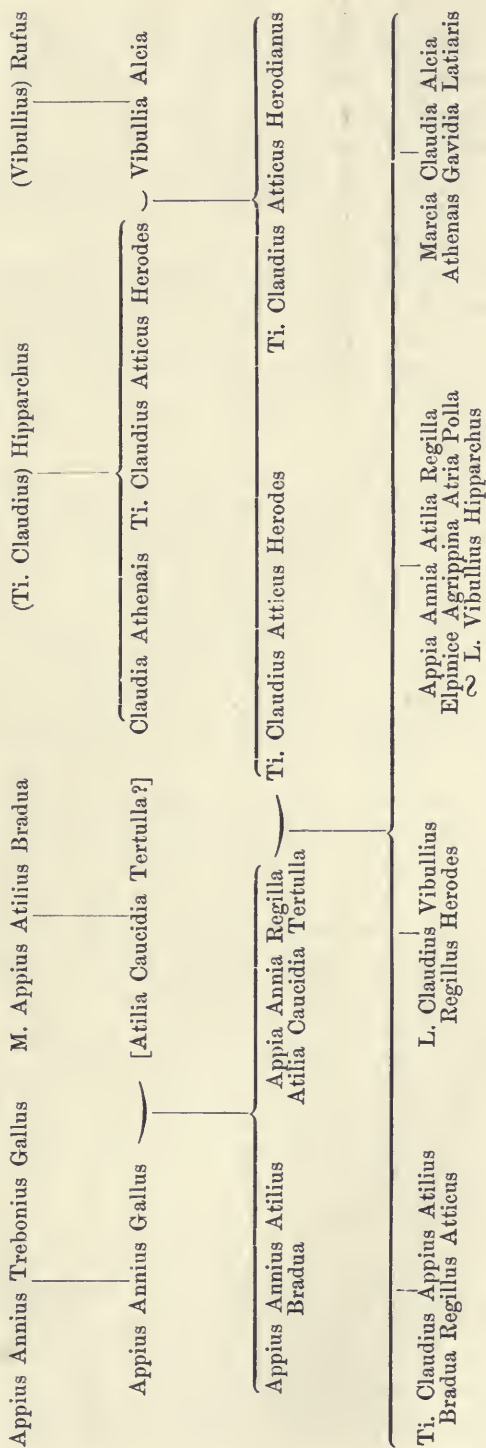 Appius Annius Trebonius Gallus
M. Appius Atilius Bradua
(Ti. Claudius) Hipparchus
(Vibullius) Rufus
Appius Annius Gallus
[Atilia Caucidia Tertulla?]
Claudia Athenais
Ti. Claudius Atticus Herodes
Vibullia Alcia
Appius Annius Atilius
Bradua
Appia Annia Regilla
Atilia Caucidia Tertulla
Ti. Claudius Atticus Herodes
Ti. Claudius Atticus Herodianus
Ti. Claudius Appius Atilius
Bradua Regillus Atticus
L. Claudius Vibullius
Regillus Herodes
Appia Annia Atilia Regilla
Elpinice Agrippina Atria Polla
L. Vibullius Hipparchus
Marcia Claudia Alcia
Athenais Gavidia Latiaris